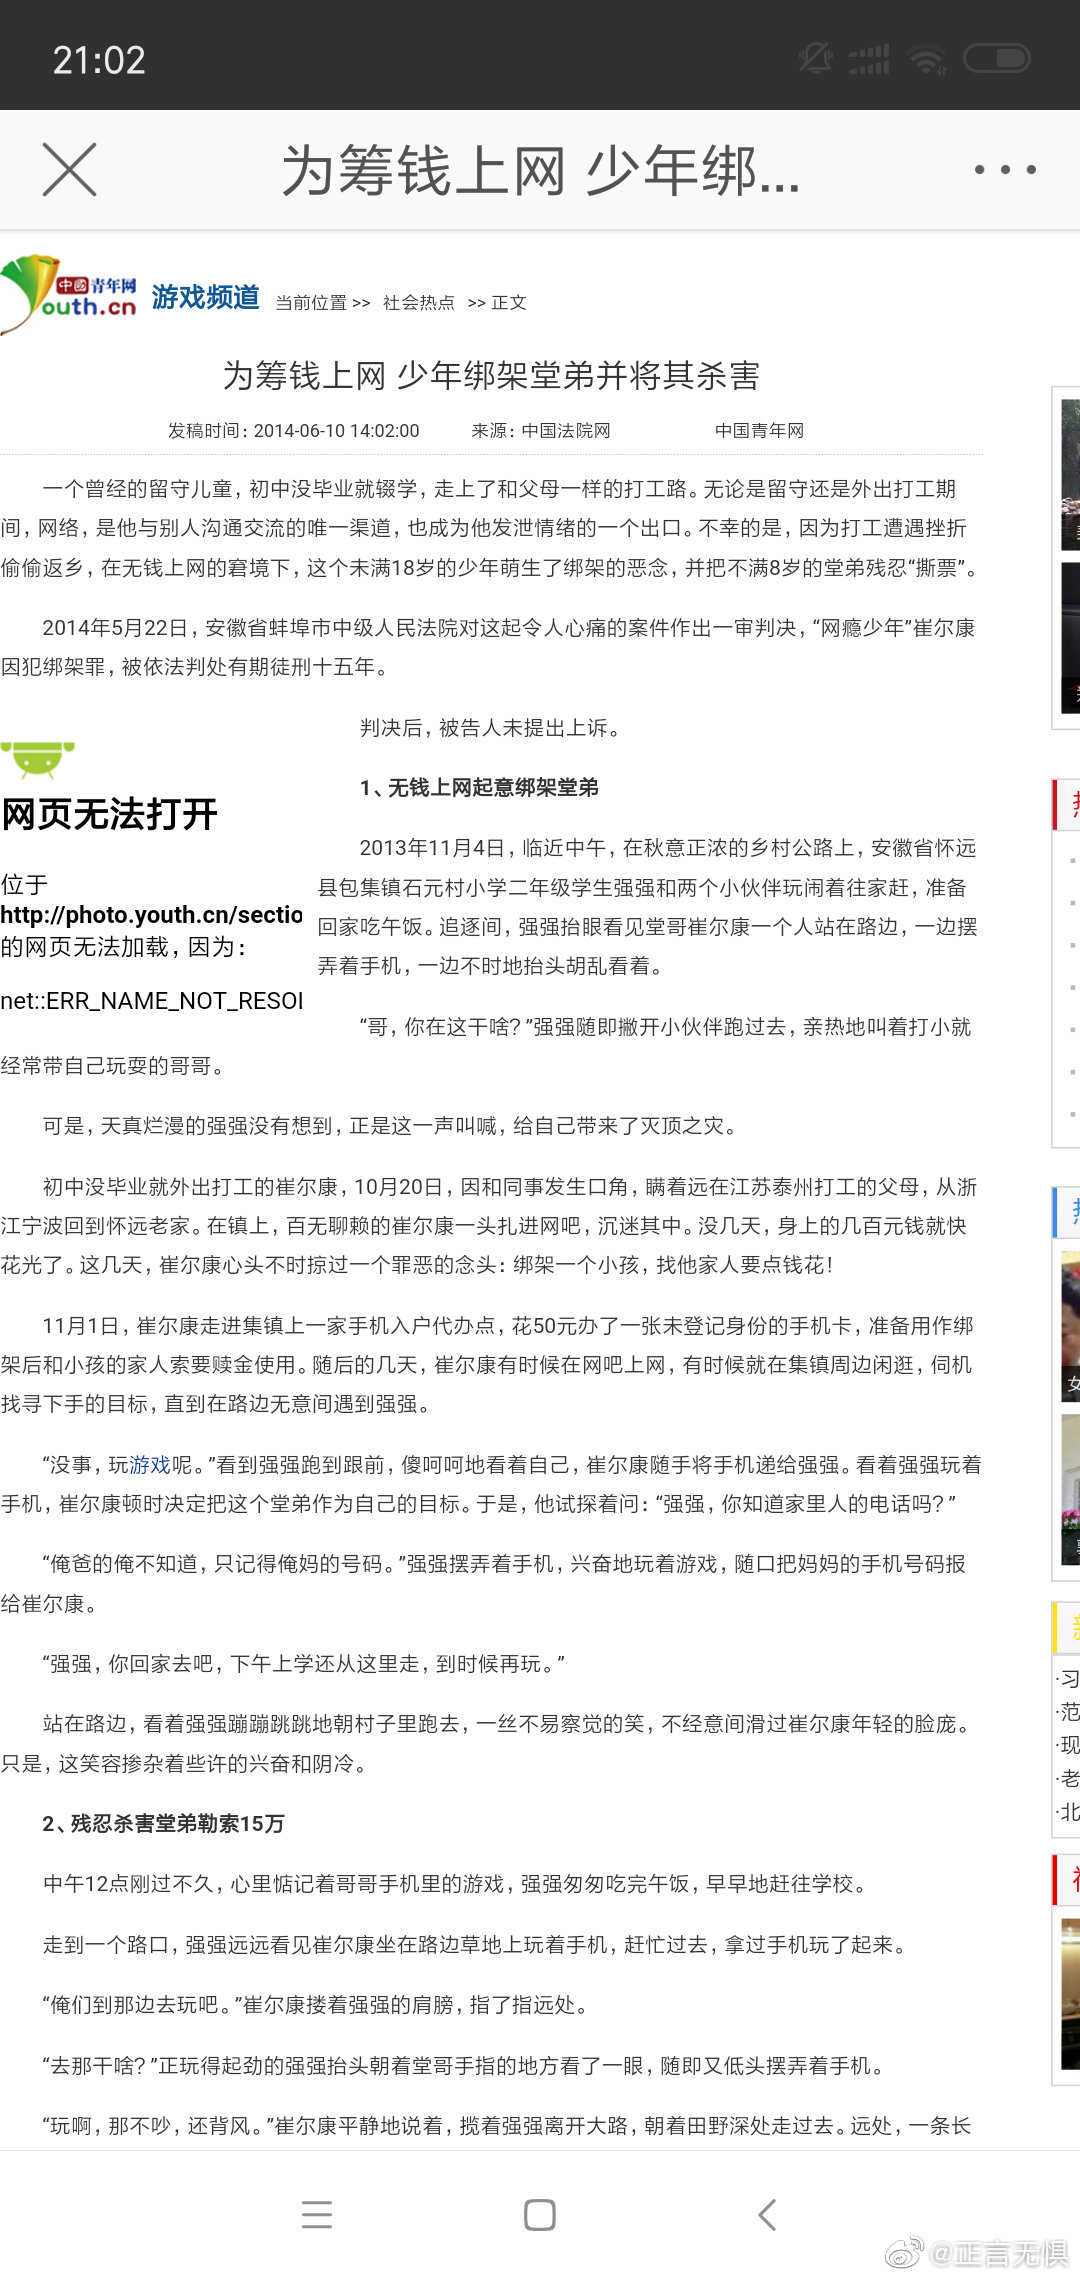 21:02
为筹钱上网 少年绑...
中國青年网
outh.cn
游戏频道 当前位置 >> 社会热点 >> 正文
为筹钱上网 少年绑架堂弟并将其杀害
发稿时间：2014-06-10 14:02:00 来源：中国法院网 中国青年网
一个曾经的留守儿童，初中没毕业就辍学，走上了和父母一样的打工路。无论是留守还是外出打工期
间，网络，是他与别人沟通交流的唯一渠道，也成为他发泄情绪的一个出口。不幸的是，因为打工遭遇挫折
偷偷返乡，在无钱上网的窘境下，这个未满18岁的少年萌生了绑架的恶念，并把不满8岁的堂弟残忍“撕票”。
2014年5月22日，安徽省蚌埠市中级人民法院对这起令人心痛的案件作出一审判决，“网瘾少年”崔尔康
因犯绑架罪，被依法判处有期徒刑十五年。
判决后，被告人未提出上诉。
网页无法打开
位于
http://photo.youth.cn/sectio
的网页无法加载，因为：
net::ERR_NAME_NOT_RESOL
1、无钱上网起意绑架堂弟
2013年11月4日，临近中午，在秋意正浓的乡村公路上，安徽省怀远
县包集镇石元村小学二年级学生强强和两个小伙伴玩闹着往家赶，准备
回家吃午饭。追逐间，强强抬眼看见堂哥崔尔康一个人站在路边，一边摆
弄着手机，一边不时地抬头胡乱看着。
“哥，你在这干啥？”强强随即撇开小伙伴跑过去，亲热地叫着打小就
经常带自己玩耍的哥哥。
可是，天真烂漫的强强没有想到，正是这一声叫喊，给自己带来了灭顶之灾。
初中没毕业就外出打工的崔尔康，10月20日，因和同事发生口角，瞒着远在江苏泰州打工的父母，从浙
江宁波回到怀远老家。在镇上，百无聊赖的崔尔康一头扎进网吧，沉迷其中。没几天，身上的几百元钱就快
花光了。这几天，崔尔康心头不时掠过一个罪恶的念头：绑架一个小孩，找他家人要点钱花！
11月1日，崔尔康走进集镇上一家手机入户代办点，花50元办了一张未登记身份的手机卡，准备用作绑
架后和小孩的家人索要赎金使用。随后的几天，崔尔康有时候在网吧上网，有时候就在集镇周边闲逛，伺机
找寻下手的目标，直到在路边无意间遇到强强。
“没事，玩游戏呢。”看到强强跑到跟前，傻呵呵地看着自己，崔尔康随手将手机递给强强。看着强强玩着
手机，崔尔康顿时决定把这个堂弟作为自己的目标。于是，他试探着问：“强强，你知道家里人的电话吗？”
“俺爸的俺不知道，只记得俺妈的号码。”强强摆弄着手机，兴奋地玩着游戏，随口把妈妈的手机号码报
给崔尔康。
“强强，你回家去吧，下午上学还从这里走，到时候再玩。”
站在路边，看着强强蹦蹦跳跳地朝村子里跑去，一丝不易察觉的笑，不经意间滑过崔尔康年轻的脸庞。
只是，这笑容掺杂着些许的兴奋和阴冷。
2、残忍杀害堂弟勒索15万
中午12点刚过不久，心里惦记着哥哥手机里的游戏，强强匆匆吃完午饭，早早地赶往学校。
走到一个路口，强强远远看见崔尔康坐在路边草地上玩着手机，赶忙过去，拿过手机玩了起来。
“俺们到那边去玩吧。”崔尔康搂着强强的肩膀，指了指远处。
“去那干啥？”正玩得起劲的强强抬头朝着堂哥手指的地方看了一眼，随即又低头摆弄着手机。
“玩啊，那不吵，还背风。”崔尔康平静地说着，揽着强强离开大路，朝着田野深处走过去。远处，一条长
女
·习
·范
·现
·老
·北
@正言无惧